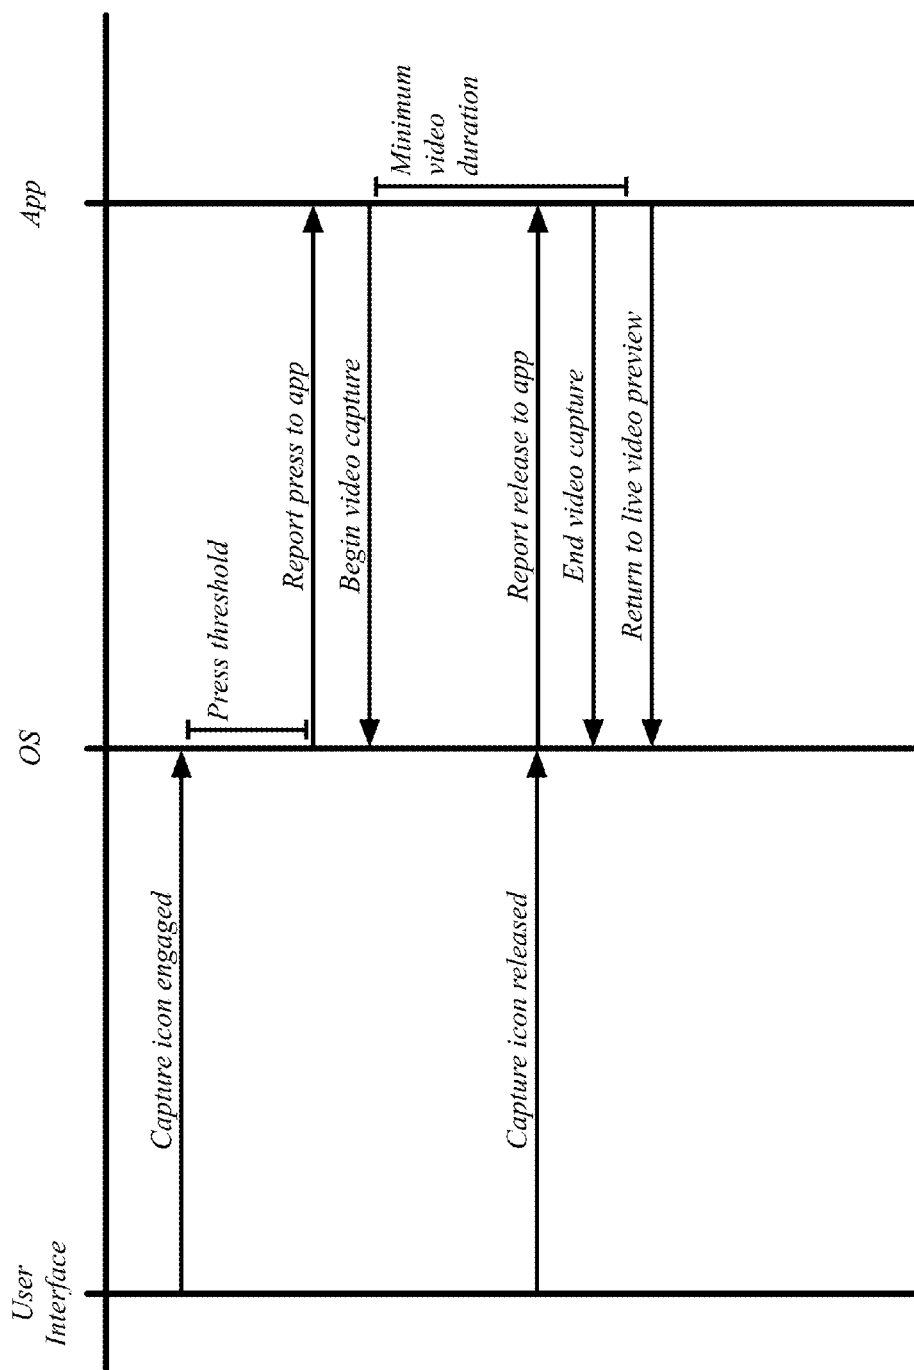 User
Interface
OS
App
Capture icon engaged
Press threshold
Report press to app
Begin video capture
Minimum
video
duration
Capture icon released
Report release to app
End video capture
Return to live video preview